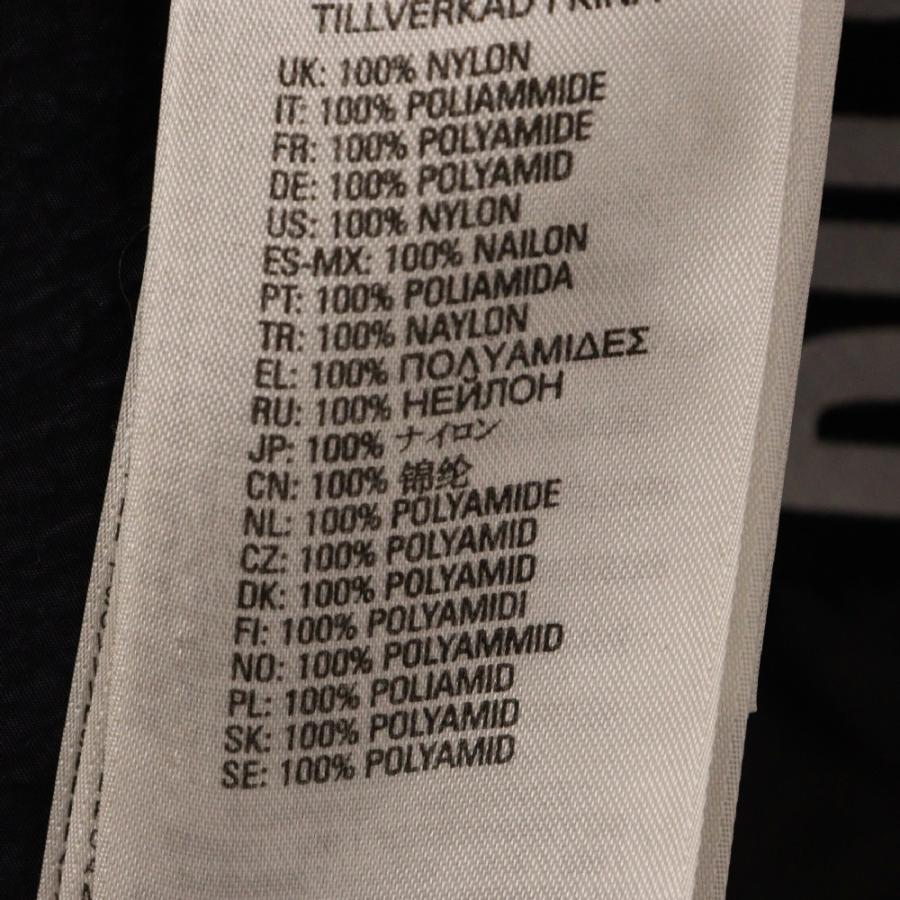 TILLVERKAD I KINA
UK: 100% NYLON
IT: 100% POLIAMMIDE
FR: 100% POLYAMIDE
DE: 100% POLYAMID
US: 100% NYLON
ES-MX: 100% NAILON
PT: 100% POLIAMIDA
TR: 100% NAYLON
EL: 100% ΠΟΛΥΑΜΙΔΕΣ
RU: 100% НЕЙЛОН
JP: 100% ナイロン
CN: 100% 锦纶
NL: 100% POLYAMIDE
CZ: 100% POLYAMID
DK: 100% POLYAMID
FI: 100% POLYAMIDI
NO: 100% POLYAMMID
PL: 100% POLIAMID
SK: 100% POLYAMID
SE: 100% POLYAMID